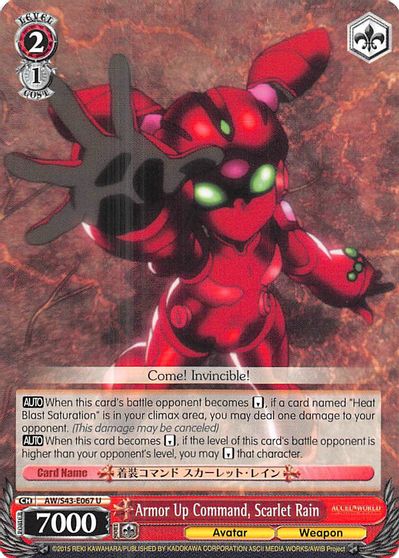 LEVEL
2
1
COST
Come! Invincible!
AUTO When this card's battle opponent becomes [▼], if a card named "Heat
Blast Saturation" is in your climax area, you may deal one damage to your
opponent. (This damage may be canceled)
AUTO When this card becomes [▼], if the level of this card's battle opponent
is higher than your opponent's level, you may [▼] that character.
Card Name 着装コマンド スカーレット・レイン
CH AW/S43-E067 U
POWER 7000
Armor Up Command, Scarlet Rain
ACCEL WORLD
Avatar Weapon
©2015 REKI KAWAHARA/PUBLISHED BY KADOKAWA CORPORATION ASCII MEDIA WORKS/AWIB Project